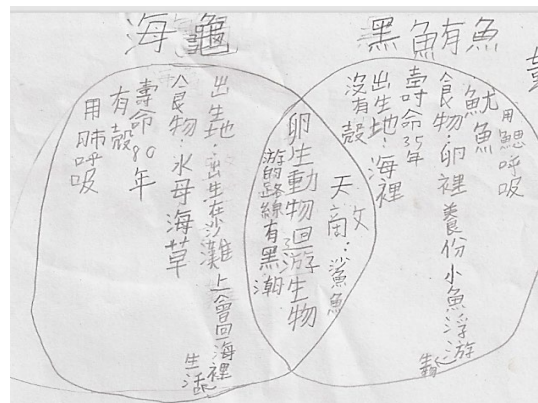 海龜
黑鮪魚
用肺呼吸
有殼
壽命80年
食物:水母海草
出生地:出生在沙灘上會回海裡生活
游的路線有黑潮
卵生動物迴游生物
天敵:鯊魚
沒有殼
出生地:海裡
壽命35年
食物:卵裡養份小魚浮游生物
魷魚
用鰓呼吸